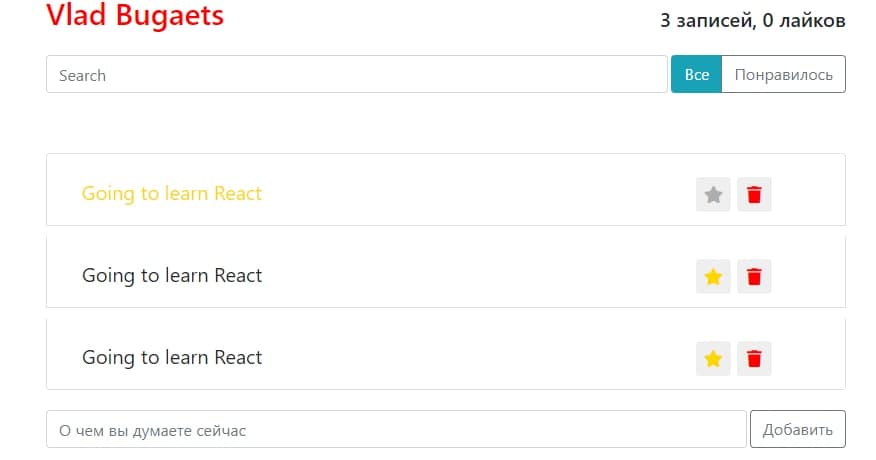 Vlad Bugaets
3 записей, 0 лайков
Search
Все
Понравилось
Going to learn React
Going to learn React
Going to learn React
О чем вы думаете сейчас
Добавить